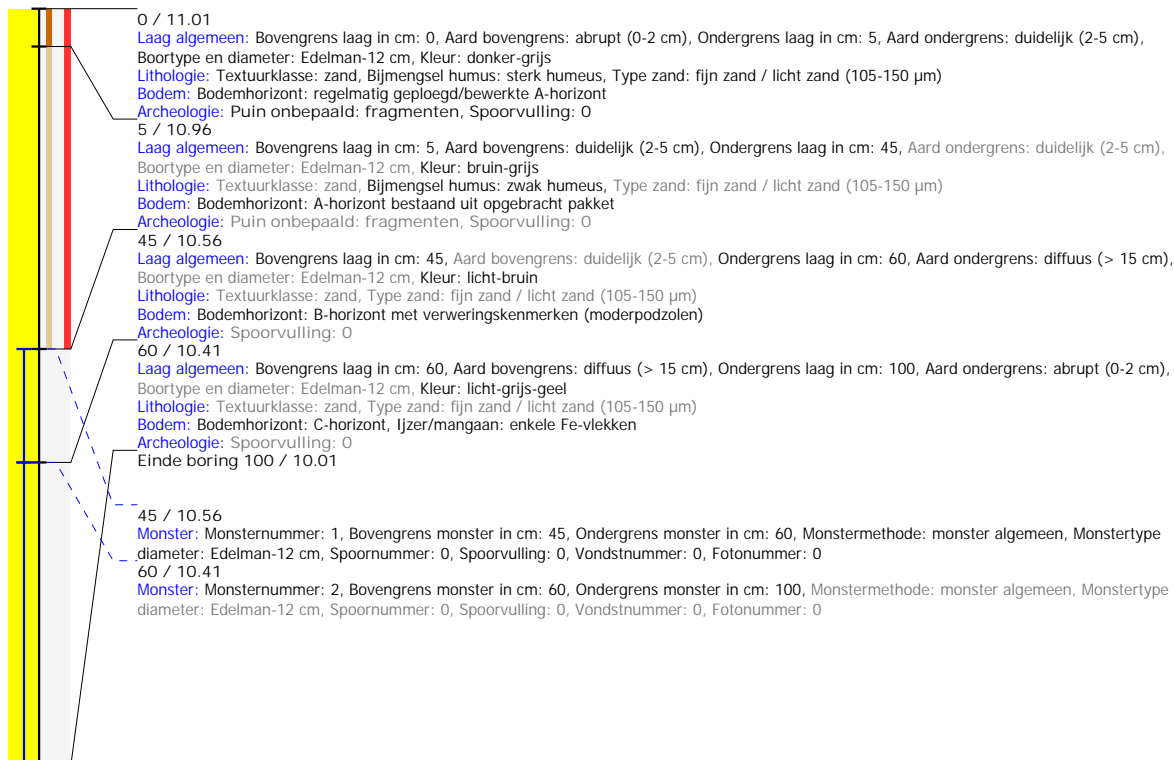 0 / 11.01
Laag algemeen: Bovengrens laag in cm: 0, Aard bovengrens: abrupt (0-2 cm), Ondergrens laag in cm: 5, Aard ondergrens: duidelijk (2-5 cm),
Boortype en diameter: Edelman-12 cm, Kleur: donker-grijs
Lithologie: Textuurklasse: zand, Bijmengsel humus: sterk humeus, Type zand: fijn zand / licht zand (105-150 µm)
Bodem: Bodemhorizont: regelmatig geploegd/bewerkte A-horizont
Archeologie: Puin onbepaald: fragmenten, Spoorvulling: 0
5 / 10.96
Laag algemeen: Bovengrens laag in cm: 5, Aard bovengrens: duidelijk (2-5 cm), Ondergrens laag in cm: 45, Aard ondergrens: duidelijk (2-5 cm),
Boortype en diameter: Edelman-12 cm, Kleur: bruin-grijs
Lithologie: Textuurklasse: zand, Bijmengsel humus: zwak humeus, Type zand: fijn zand / licht zand (105-150 µm)
Bodem: Bodemhorizont: A-horizont bestaand uit opgebracht pakket
Archeologie: Puin onbepaald: fragmenten, Spoorvulling: 0
45 / 10.56
Laag algemeen: Bovengrens laag in cm: 45, Aard bovengrens: duidelijk (2-5 cm), Ondergrens laag in cm: 60, Aard ondergrens: diffuus (> 15 cm),
Boortype en diameter: Edelman-12 cm, Kleur: licht-bruin
Lithologie: Textuurklasse: zand, Type zand: fijn zand / licht zand (105-150 µm)
Bodem: Bodemhorizont: B-horizont met verweringskenmerken (moderpodzolen)
Archeologie: Spoorvulling: 0
60 / 10.41
Laag algemeen: Bovengrens laag in cm: 60, Aard bovengrens: diffuus (> 15 cm), Ondergrens laag in cm: 100, Aard ondergrens: abrupt (0-2 cm),
Boortype en diameter: Edelman-12 cm, Kleur: licht-grijs-geel
Lithologie: Textuurklasse: zand, Type zand: fijn zand / licht zand (105-150 µm)
Bodem: Bodemhorizont: C-horizont, Ijzer/mangaan: enkele Fe-vlekken
Archeologie: Spoorvulling: 0
Einde boring 100 / 10.01
45 / 10.56
Monster: Monsternummer: 1, Bovengrens monster in cm: 45, Ondergrens monster in cm: 60, Monstermethode: monster algemeen, Monstertype
diameter: Edelman-12 cm, Spoornummer: 0, Spoorvulling: 0, Vondstnummer: 0, Fotonummer: 0
60 / 10.41
Monster: Monsternummer: 2, Bovengrens monster in cm: 60, Ondergrens monster in cm: 100, Monstermethode: monster algemeen, Monstertype
diameter: Edelman-12 cm, Spoornummer: 0, Spoorvulling: 0, Vondstnummer: 0, Fotonummer: 0